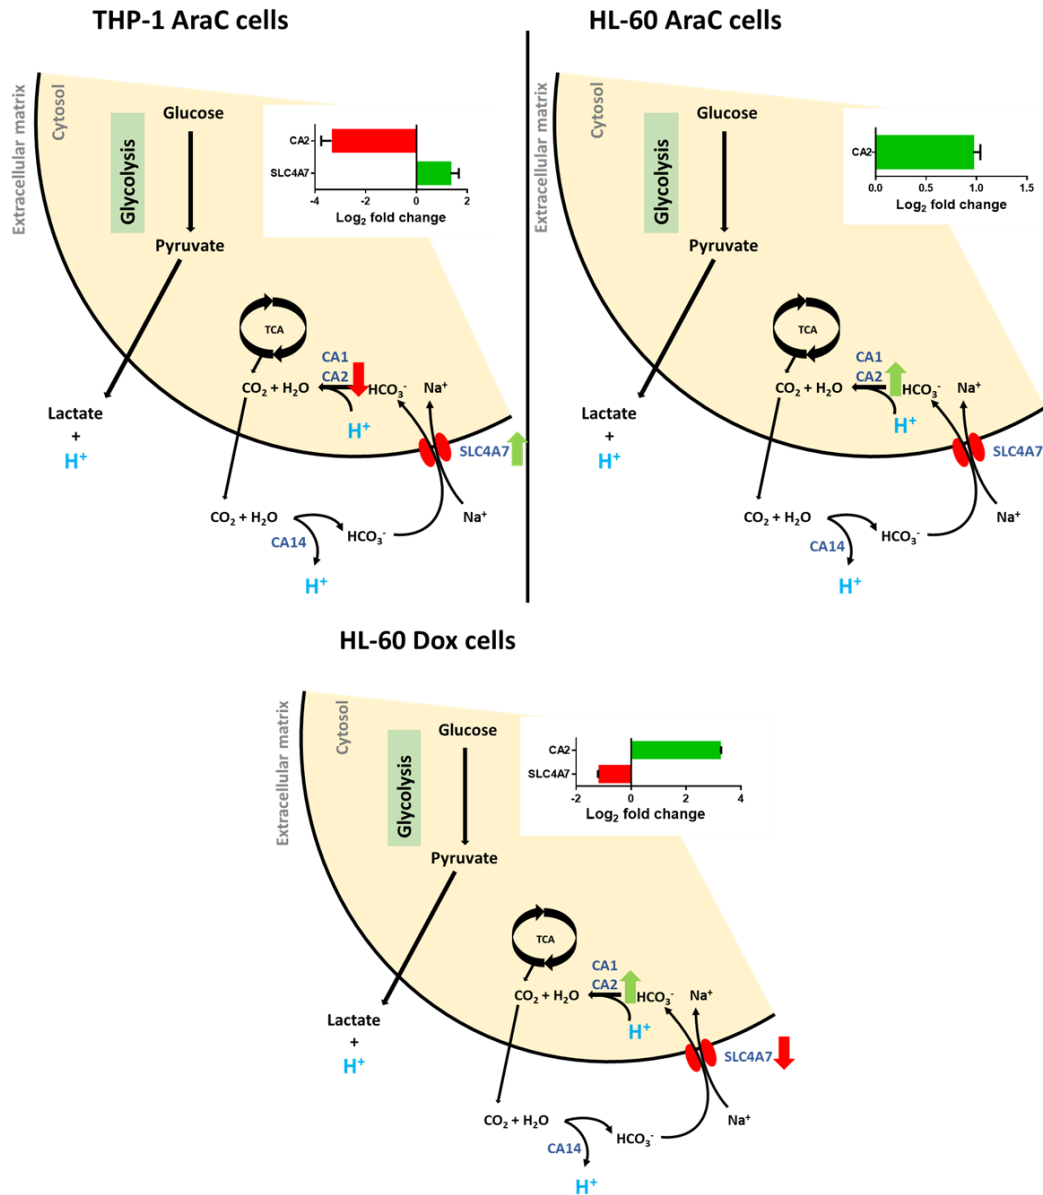 THP-1 AraC cells
Extracellular matrix
Cytosol
Glycolysis
Glucose
Pyruvate
CA2
SLC4A7
-4 -2 0 2
Log₂ fold change
TCA
CA1
CA2
CO₂ + H₂O
HCO₃⁻
Na⁺
H⁺
Lactate
+
H⁺
SLC4A7
CO₂ + H₂O
CA14
HCO₃⁻
Na⁺
H⁺
HL-60 AraC cells
Extracellular matrix
Cytosol
Glycolysis
Glucose
Pyruvate
CA2
0.0 0.5 1.0 1.5
Log₂ fold change
TCA
CA1
CA2
CO₂ + H₂O
HCO₃⁻
Na⁺
H⁺
Lactate
+
H⁺
SLC4A7
CO₂ + H₂O
CA14
HCO₃⁻
Na⁺
H⁺
HL-60 Dox cells
Extracellular matrix
Cytosol
Glycolysis
Glucose
Pyruvate
CA2
SLC4A7
-2 0 2 4
Log₂ fold change
TCA
CA1
CA2
CO₂ + H₂O
HCO₃⁻
Na⁺
H⁺
Lactate
+
H⁺
SLC4A7
CO₂ + H₂O
CA14
HCO₃⁻
Na⁺
H⁺